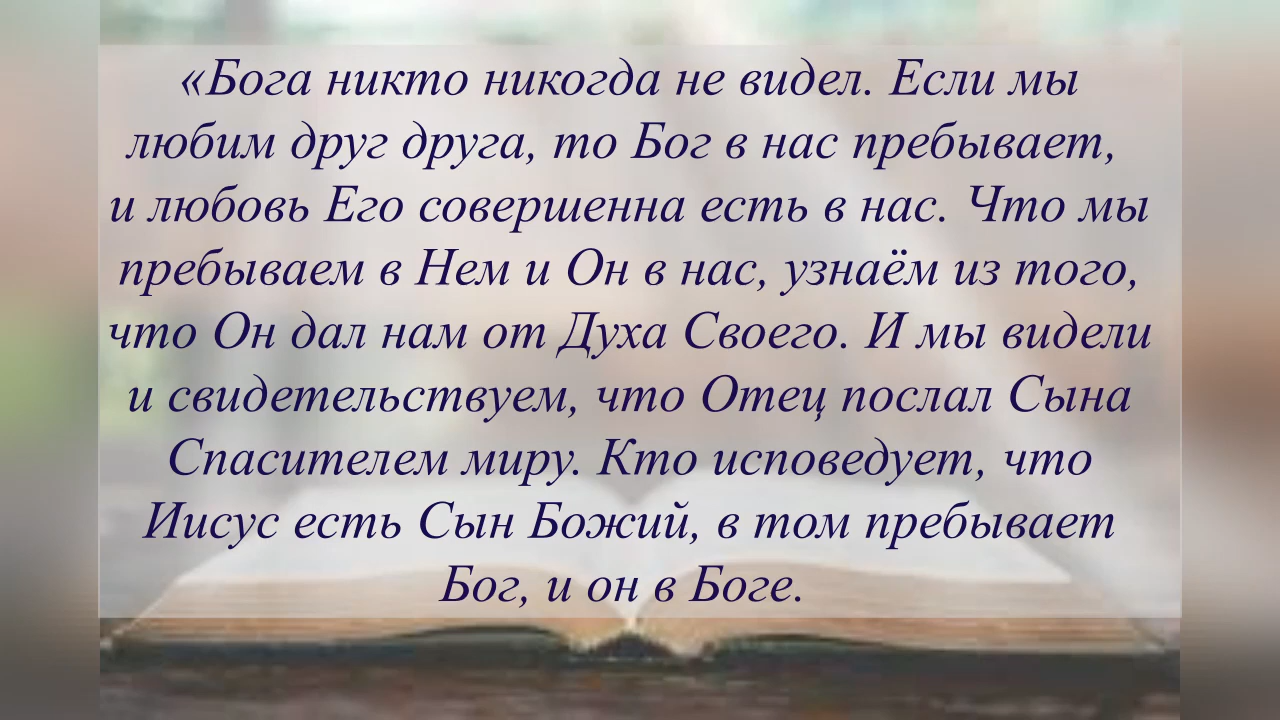 «Бога никто никогда не видел. Если мы
любим друг друга, то Бог в нас пребывает,
и любовь Его совершенна есть в нас. Что мы
пребываем в Нем и Он в нас, узнаём из того,
что Он дал нам от Духа Своего. И мы видели
и свидетельствуем, что Отец послал Сына
Спасителем миру. Кто исповедует, что
Иисус есть Сын Божий, в том пребывает
Бог, и он в Боге.